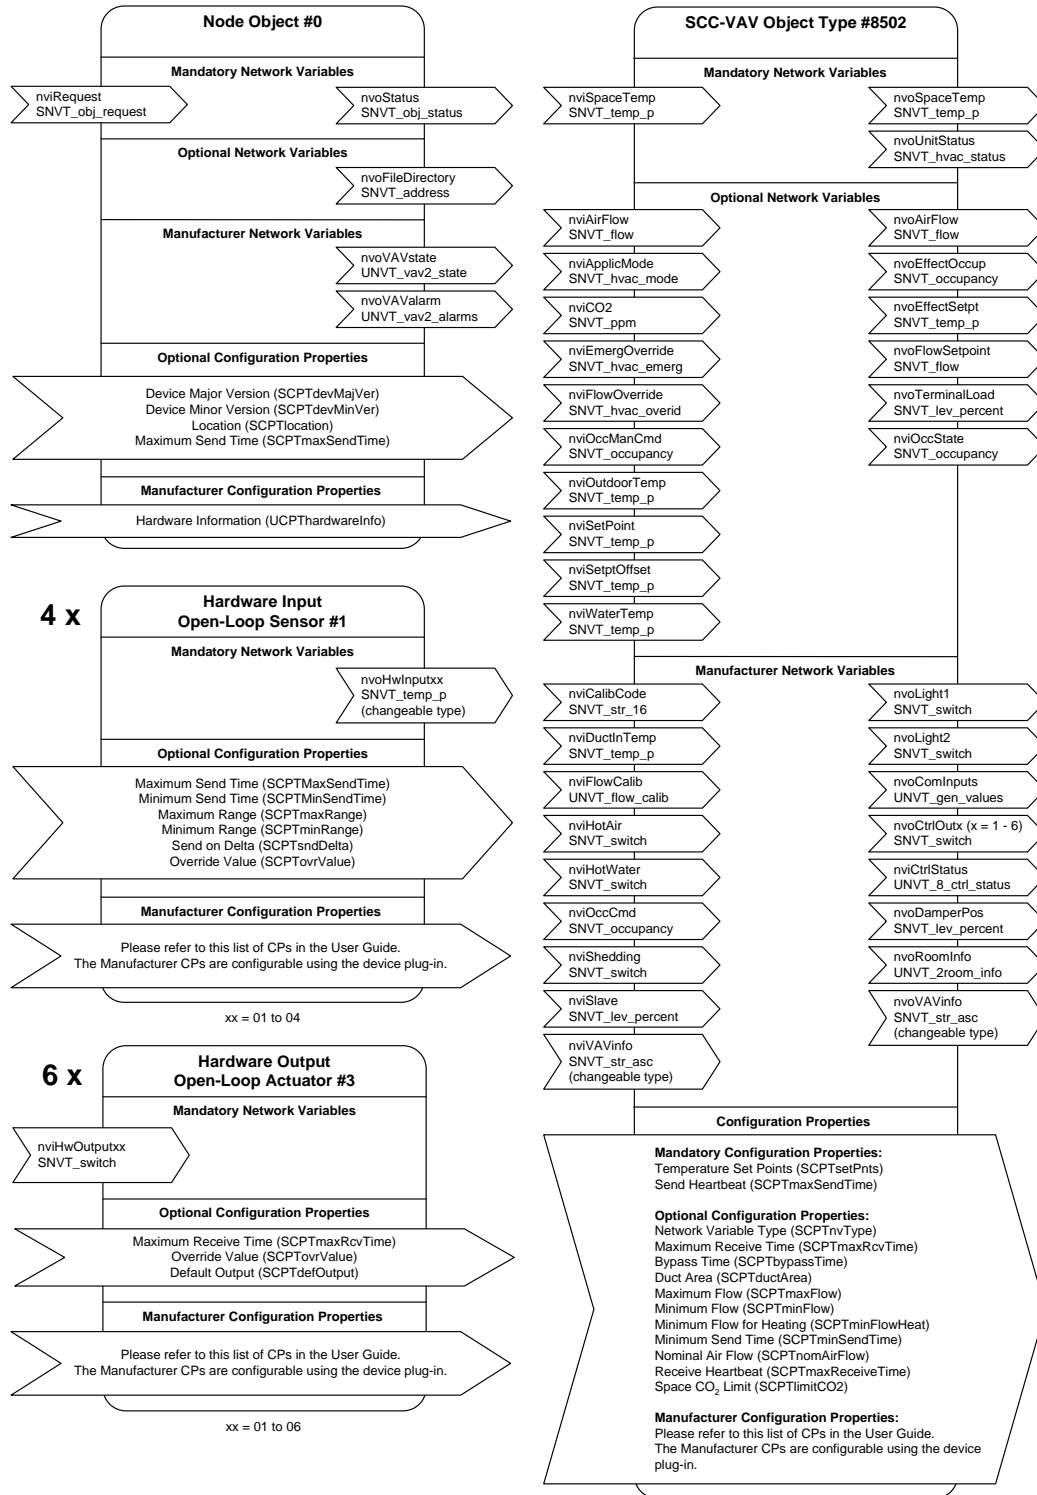 Node Object #0
Mandatory Network Variables
nviRequest
SNVT_obj_request
nvoStatus
SNVT_obj_status
Optional Network Variables
nvoFileDirectory
SNVT_address
Manufacturer Network Variables
nvoVAVstate
UNVT_vav2_state
nvoVAValarm
UNVT_vav2_alarms
Optional Configuration Properties
Device Major Version (SCPTdevMajVer)
Device Minor Version (SCPTdevMinVer)
Location (SCPTlocation)
Maximum Send Time (SCPTmaxSendTime)
Manufacturer Configuration Properties
Hardware Information (UCPThardwareInfo)
4 x
Hardware Input
Open-Loop Sensor #1
Mandatory Network Variables
nvoHwInputxx
SNVT_temp_p
(changeable type)
Optional Configuration Properties
Maximum Send Time (SCPTMaxSendTime)
Minimum Send Time (SCPTMinSendTime)
Maximum Range (SCPTmaxRange)
Minimum Range (SCPTminRange)
Send on Delta (SCPTsndDelta)
Override Value (SCPTovrValue)
Manufacturer Configuration Properties
Please refer to this list of CPs in the User Guide.
The Manufacturer CPs are configurable using the device plug-in.
xx = 01 to 04
6 x
Hardware Output
Open-Loop Actuator #3
Mandatory Network Variables
nviHwOutputxx
SNVT_switch
Optional Configuration Properties
Maximum Receive Time (SCPTmaxRcvTime)
Override Value (SCPTovrValue)
Default Output (SCPTdefOutput)
Manufacturer Configuration Properties
Please refer to this list of CPs in the User Guide.
The Manufacturer CPs are configurable using the device plug-in.
xx = 01 to 06
SCC-VAV Object Type #8502
Mandatory Network Variables
nviSpaceTemp
SNVT_temp_p
nvoSpaceTemp
SNVT_temp_p
nvoUnitStatus
SNVT_hvac_status
Optional Network Variables
nviAirFlow
SNVT_flow
nviApplicMode
SNVT_hvac_mode
nviCO2
SNVT_ppm
nviEmergOverride
SNVT_hvac_emerg
nviFlowOverride
SNVT_hvac_overid
nviOccManCmd
SNVT_occupancy
nviOutdoorTemp
SNVT_temp_p
nviSetPoint
SNVT_temp_p
nviSetptOffset
SNVT_temp_p
nviWaterTemp
SNVT_temp_p
nvoAirFlow
SNVT_flow
nvoEffectOccup
SNVT_occupancy
nvoEffectSetpt
SNVT_temp_p
nvoFlowSetpoint
SNVT_flow
nvoTerminalLoad
SNVT_lev_percent
nviOccState
SNVT_occupancy
Manufacturer Network Variables
nviCalibCode
SNVT_str_16
nviDuctInTemp
SNVT_temp_p
nviFlowCalib
UNVT_flow_calib
nviHotAir
SNVT_switch
nviHotWater
SNVT_switch
nviOccCmd
SNVT_occupancy
nviShedding
SNVT_switch
nviSlave
SNVT_lev_percent
nviVAVinfo
SNVT_str_asc
(changeable type)
nvoLight1
SNVT_switch
nvoLight2
SNVT_switch
nvoComInputs
UNVT_gen_values
nvoCtrlOutx (x = 1 - 6)
SNVT_switch
nviCtrlStatus
UNVT_8_ctrl_status
nvoDamperPos
SNVT_lev_percent
nvoRoomInfo
UNVT_2room_info
nvoVAVinfo
SNVT_str_asc
(changeable type)
Configuration Properties
Mandatory Configuration Properties:
Temperature Set Points (SCPTsetPnts)
Send Heartbeat (SCPTmaxSendTime)
Optional Configuration Properties:
Network Variable Type (SCPTnvType)
Maximum Receive Time (SCPTmaxRcvTime)
Bypass Time (SCPTbypassTime)
Duct Area (SCPTductArea)
Maximum Flow (SCPTmaxFlow)
Minimum Flow (SCPTminFlow)
Minimum Flow for Heating (SCPTminFlowHeat)
Minimum Send Time (SCPTminSendTime)
Nominal Air Flow (SCPTnomAirFlow)
Receive Heartbeat (SCPTmaxReceiveTime)
Space CO2 Limit (SCPTlimitCO2)
Manufacturer Configuration Properties:
Please refer to this list of CPs in the User Guide.
The Manufacturer CPs are configurable using the device
plug-in.